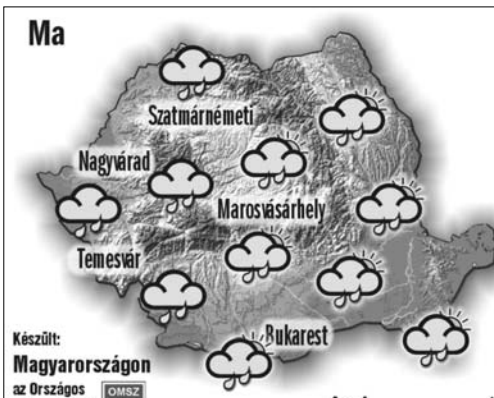 Ma
Szatmárnémeti
Nagyvárad
Marosvásárhely
Temesvár
Bukarest
Készült:
Magyarországon
az Országos
OMSZ